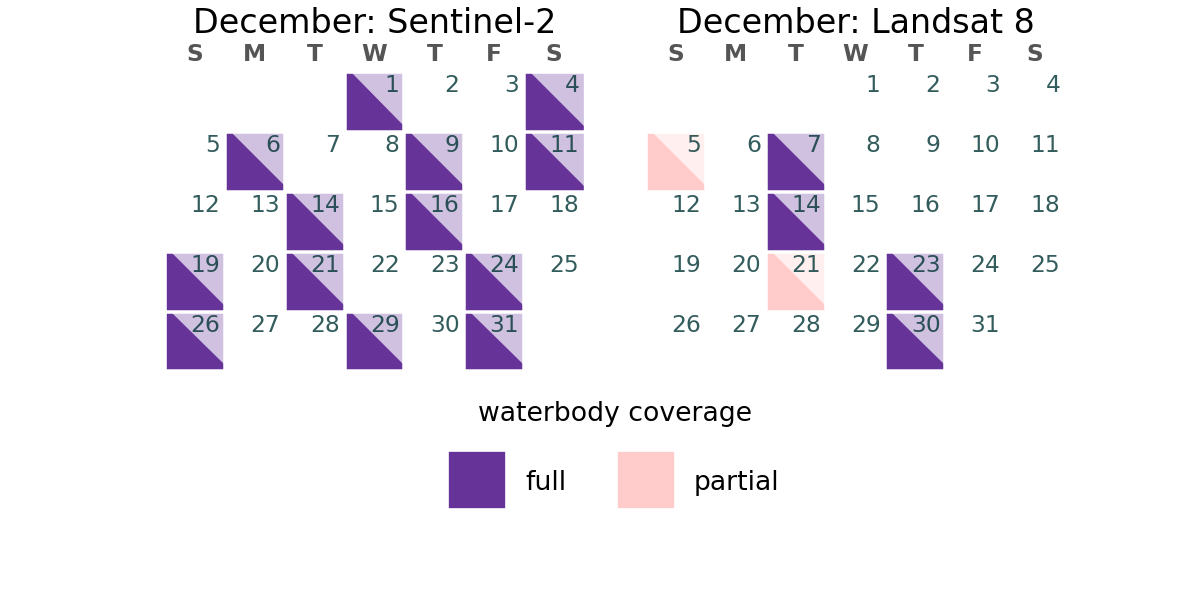 December: Sentinel-2
S M T W T F S
1 2 3 4
5 6 7 8 9 10 11
12 13 14 15 16 17 18
19 20 21 22 23 24 25
26 27 28 29 30 31
December: Landsat 8
S M T W T F S
1 2 3 4
5 6 7 8 9 10 11
12 13 14 15 16 17 18
19 20 21 22 23 24 25
26 27 28 29 30 31
waterbody coverage
full partial